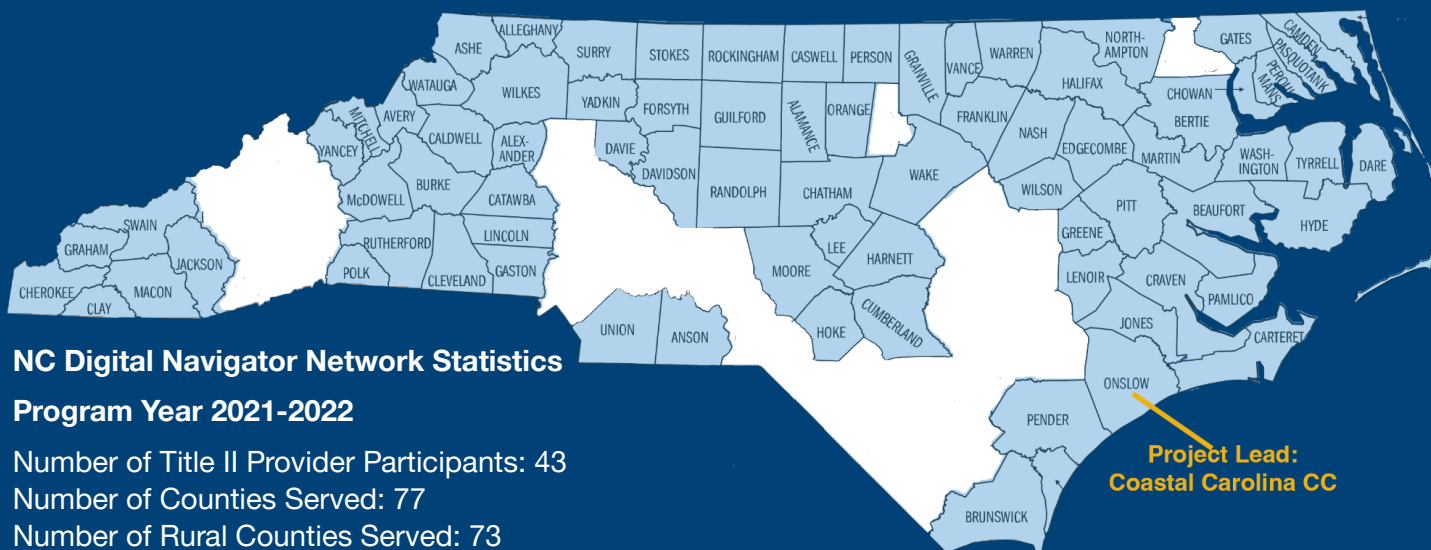 ALLEGHANY
ASHE
SURRY
STOKES
ROCKINGHAM
CASWELL
PERSON
GRANVILLE
VANCE
WARREN
NORTH-
AMPTON
GATES
CAMDEN
PASQUOTANK
PERQUI
MANS
WATAUGA
WILKES
YADKIN
FORSYTH
GUILFORD
ALAMANCE
ORANGE
FRANKLIN
HALIFAX
CHOWAN
BERTIE
MITCHELL
AVERY
CALDWELL
ALEX-
ANDER
DAVIE
NASH
EDGECOMBE
MARTIN
WASH-
INGTON
TYRRELL
DARE
YANCEY
McDOWELL
BURKE
CATAWBA
DAVIDSON
RANDOLPH
CHATHAM
WAKE
WILSON
PITT
BEAUFORT
HYDE
SWAIN
GRAHAM
JACKSON
RUTHERFORD
LINCOLN
LEE
HARNETT
GREENE
CHEROKEE
CLAY
MACON
POLK
CLEVELAND
GASTON
MOORE
LENOIR
CRAVEN
PAMLICO
UNION
ANSON
HOKE
CUMBERLAND
JONES
CARTERET
ONSLOW
PENDER
BRUNSWICK
Project Lead:
Coastal Carolina CC
NC Digital Navigator Network Statistics
Program Year 2021-2022
Number of Title II Provider Participants: 43
Number of Counties Served: 77
Number of Rural Counties Served: 73